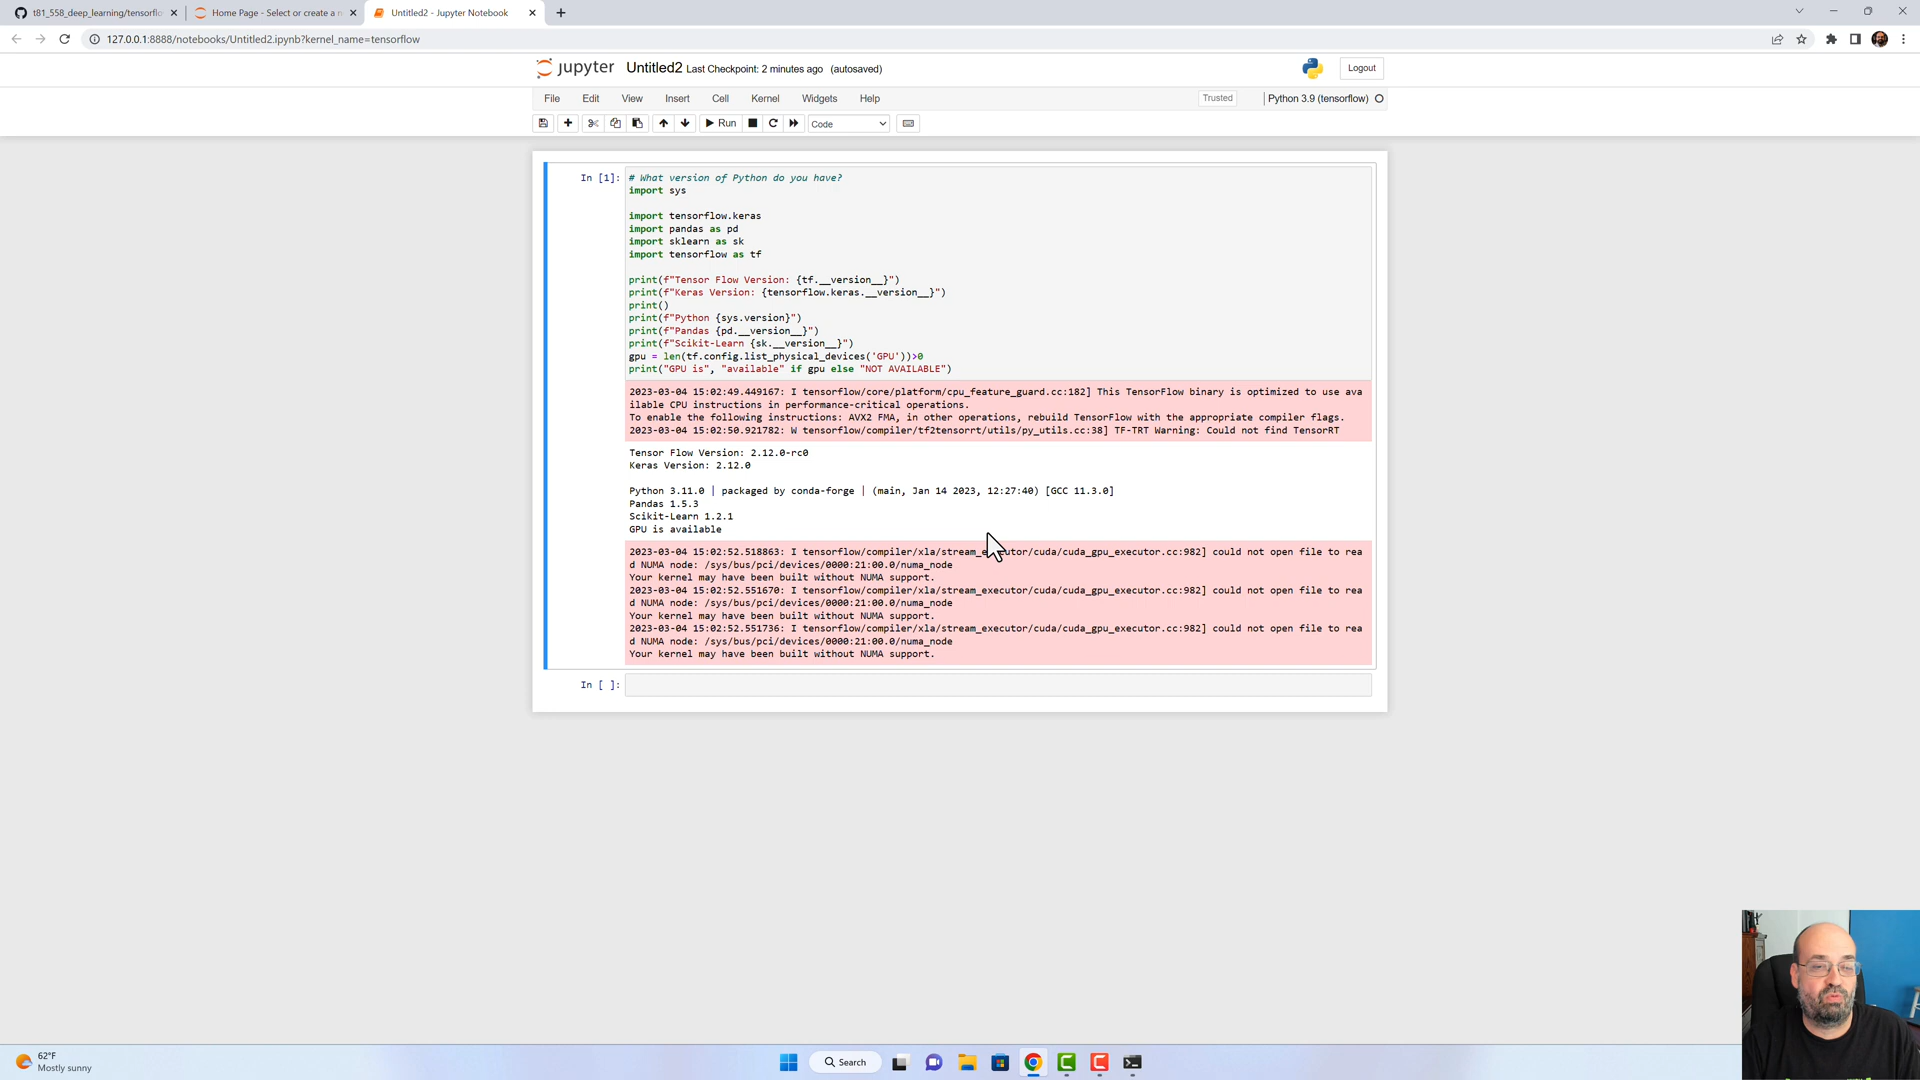 t81_558_deep_learning/tensorflo
Home Page - Select or create a n
Untitled2 - Jupyter Notebook
127.0.0.1:8888/notebooks/Untitled2.ipynb?kernel_name=tensorflow
jupyter Untitled2 Last Checkpoint: 2 minutes ago (autosaved)
Logout
File Edit View Insert Cell Kernel Widgets Help
Trusted
Python 3.9 (tensorflow)
Run
Code
In [1]:
# What version of Python do you have?
import sys
import tensorflow.keras
import pandas as pd
import sklearn as sk
import tensorflow as tf
print(f"Tensor Flow Version: {tf.__version__}")
print(f"Keras Version: {tensorflow.keras.__version__}")
print()
print(f"Python {sys.version}")
print(f"Pandas {pd.__version__}")
print(f"Scikit-Learn {sk.__version__}")
gpu = len(tf.config.list_physical_devices('GPU'))>0
print("GPU is", "available" if gpu else "NOT AVAILABLE")
2023-03-04 15:02:49.449167: I tensorflow/core/platform/cpu_feature_guard.cc:182] This TensorFlow binary is optimized to use ava
ilable CPU instructions in performance-critical operations.
To enable the following instructions: AVX2 FMA, in other operations, rebuild TensorFlow with the appropriate compiler flags.
2023-03-04 15:02:50.921782: W tensorflow/compiler/tf2tensorrt/utils/py_utils.cc:38] TF-TRT Warning: Could not find TensorRT
Tensor Flow Version: 2.12.0-rc0
Keras Version: 2.12.0
Python 3.11.0 | packaged by conda-forge | (main, Jan 14 2023, 12:27:40) [GCC 11.3.0]
Pandas 1.5.3
Scikit-Learn 1.2.1
GPU is available
2023-03-04 15:02:52.518863: I tensorflow/compiler/xla/stream_executor/cuda/cuda_gpu_executor.cc:982] could not open file to rea
d NUMA node: /sys/bus/pci/devices/0000:21:00.0/numa_node
Your kernel may have been built without NUMA support.
2023-03-04 15:02:52.551670: I tensorflow/compiler/xla/stream_executor/cuda/cuda_gpu_executor.cc:982] could not open file to rea
d NUMA node: /sys/bus/pci/devices/0000:21:00.0/numa_node
Your kernel may have been built without NUMA support.
2023-03-04 15:02:52.551736: I tensorflow/compiler/xla/stream_executor/cuda/cuda_gpu_executor.cc:982] could not open file to rea
d NUMA node: /sys/bus/pci/devices/0000:21:00.0/numa_node
Your kernel may have been built without NUMA support.
In [ ]:
62°F
Mostly sunny
Search